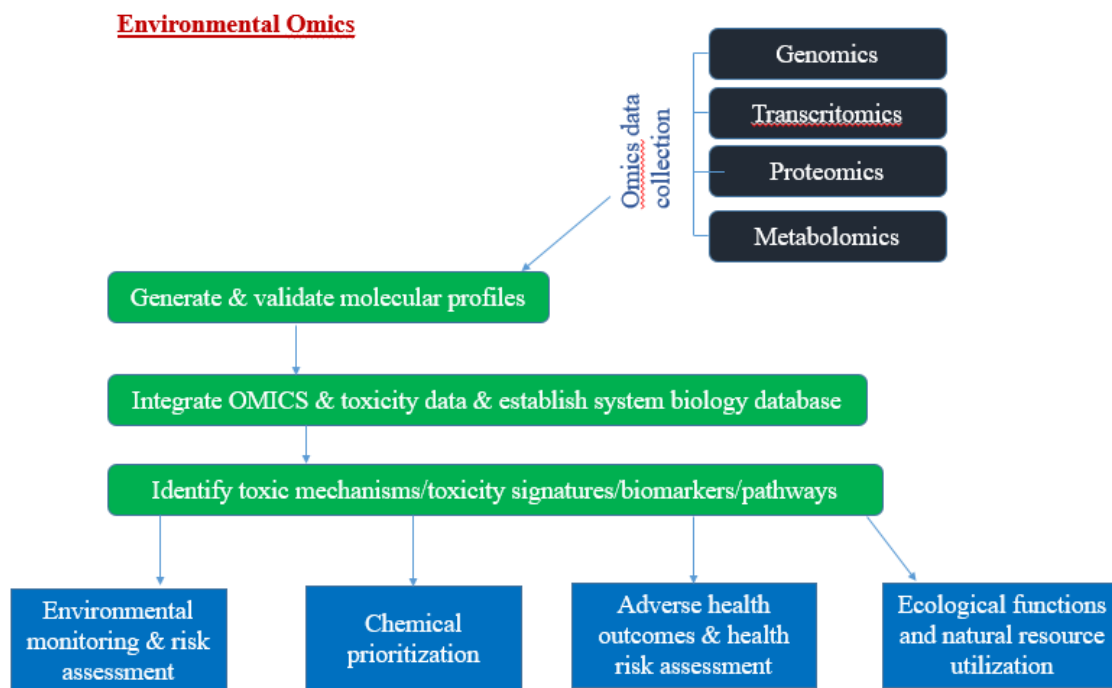 Environmental Omics
Genomics
Transcritomics
Proteomics
Metabolomics
Omics data
collection
Generate & validate molecular profiles
Integrate OMICS & toxicity data & establish system biology database
Identify toxic mechanisms/toxicity signatures/biomarkers/pathways
Environmental
monitoring & risk
assessment
Chemical
prioritization
Adverse health
outcomes & health
risk assessment
Ecological functions
and natural resource
utilization